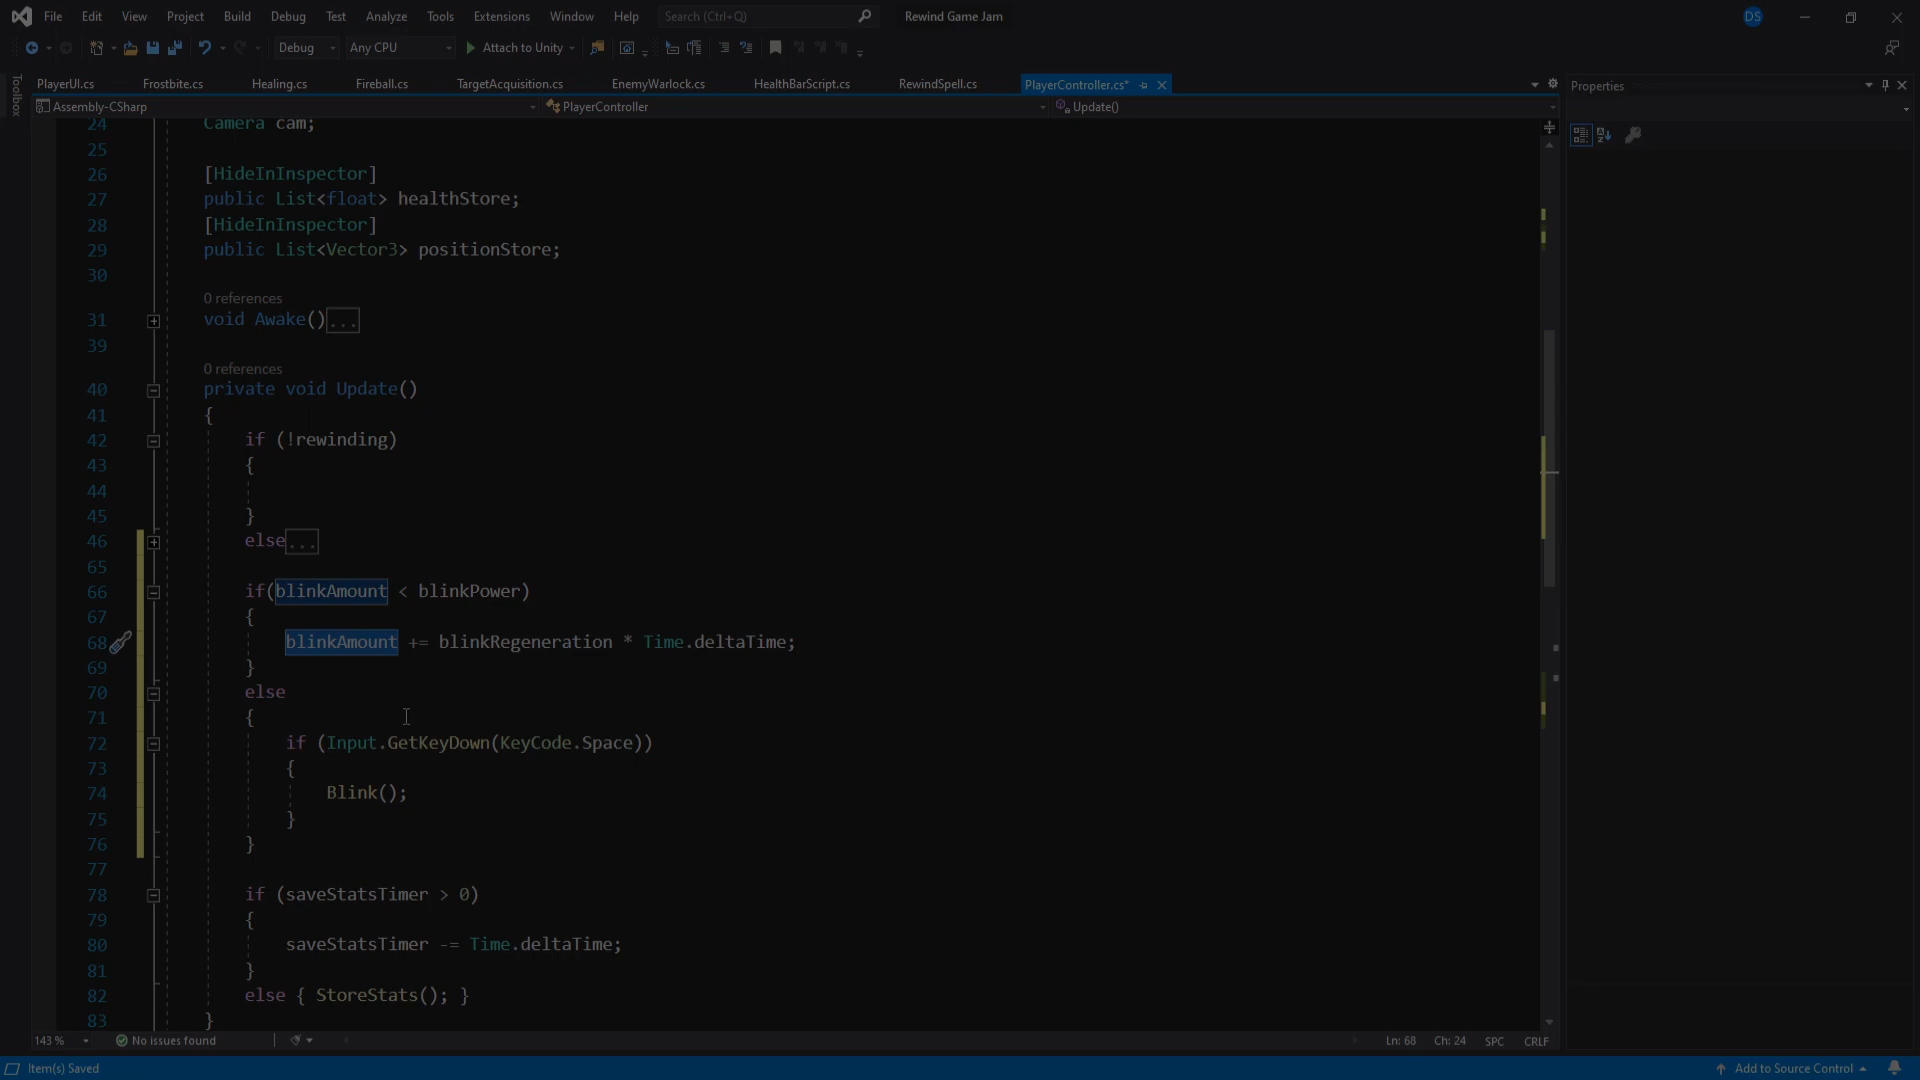 File Edit View Project Build Debug Test Analyze Tools Extensions Window Help Search (Ctrl+Q) Rewind Game Jam DS
Debug Any CPU Attach to Unity
Toolbox
PlayerUI.cs Frostbite.cs Healing.cs Fireball.cs TargetAcquisition.cs EnemyWarlock.cs HealthBarScript.cs RewindSpell.cs PlayerController.cs* Properties
Assembly-CSharp PlayerController Update()
24 Camera cam;
25
26 [HideInInspector]
27 public List<float> healthStore;
28 [HideInInspector]
29 public List<Vector3> positionStore;
30
0 references
31 void Awake()...
39
0 references
40 private void Update()
41 {
42 if (!rewinding)
43 {
44
45 }
46 else...
65
66 if(blinkAmount < blinkPower)
67 {
68 blinkAmount += blinkRegeneration * Time.deltaTime;
69 }
70 else
71 {
72 if (Input.GetKeyDown(KeyCode.Space))
73 {
74 Blink();
75 }
76 }
77
78 if (saveStatsTimer > 0)
79 {
80 saveStatsTimer -= Time.deltaTime;
81 }
82 else { StoreStats(); }
83 }
143 % No issues found Ln: 68 Ch: 24 SPC CRLF
Item(s) Saved Add to Source Control